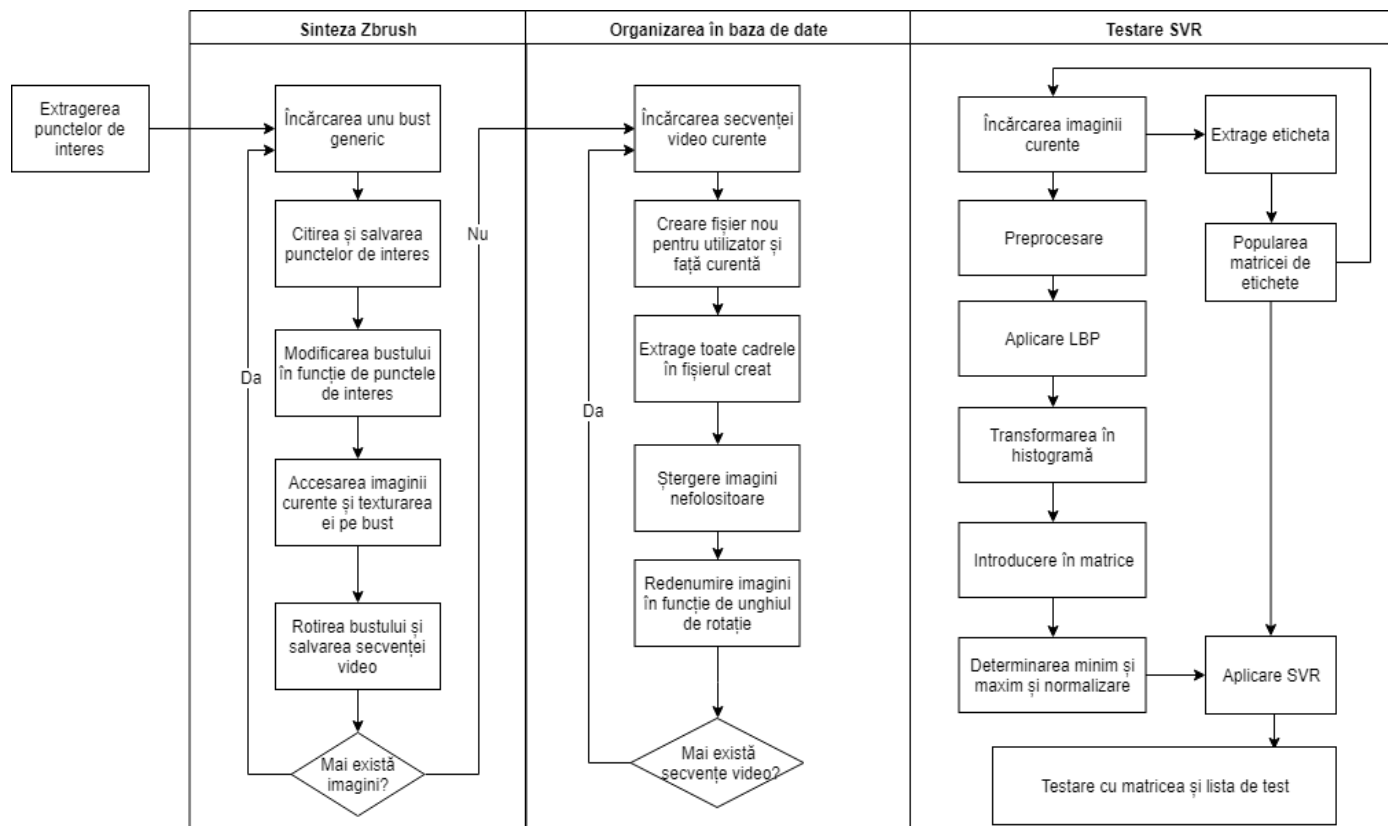 Sinteza Zbrush
Organizarea în baza de date
Testare SVR
Extragerea
punctelor de
interes
Încărcarea unu bust
generic
Citirea și salvarea
punctelor de interes
Modificarea bustului
în funcție de punctele
de interes
Accesarea imaginii
curente și texturarea
ei pe bust
Rotirea bustului și
salvarea secvenței
video
Mai există
imagini?
Da
Nu
Încărcarea secvenței
video curente
Creare fișier nou
pentru utilizator și
față curentă
Extrage toate cadrele
în fișierul creat
Ștergere imagini
nefolositoare
Redenumire imagini
în funcție de unghiul
de rotație
Mai există
secvențe video?
Da
Încărcarea imaginii
curente
Extrage eticheta
Preprocesare
Popularea
matricei de
etichete
Aplicare LBP
Transformarea în
histogramă
Introducere în matrice
Determinarea minim și
maxim și normalizare
Aplicare SVR
Testare cu matricea și lista de test